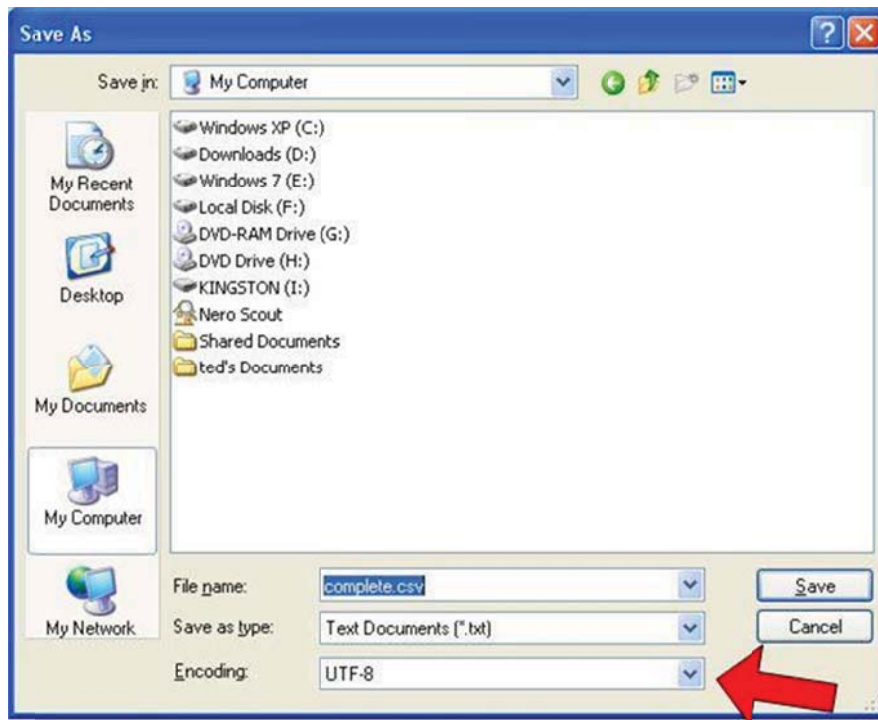 Save As
Save in:
My Computer
My Recent
Documents
Desktop
My Documents
My Computer
My Network
Windows XP (C:)
Downloads (D:)
Windows 7 (E:)
Local Disk (F:)
DVD-RAM Drive (G:)
DVD Drive (H:)
KINGSTON (I:)
Nero Scout
Shared Documents
ted's Documents
File name:
complete.csv
Save
Save as type:
Text Documents (*.txt)
Cancel
Encoding:
UTF-8